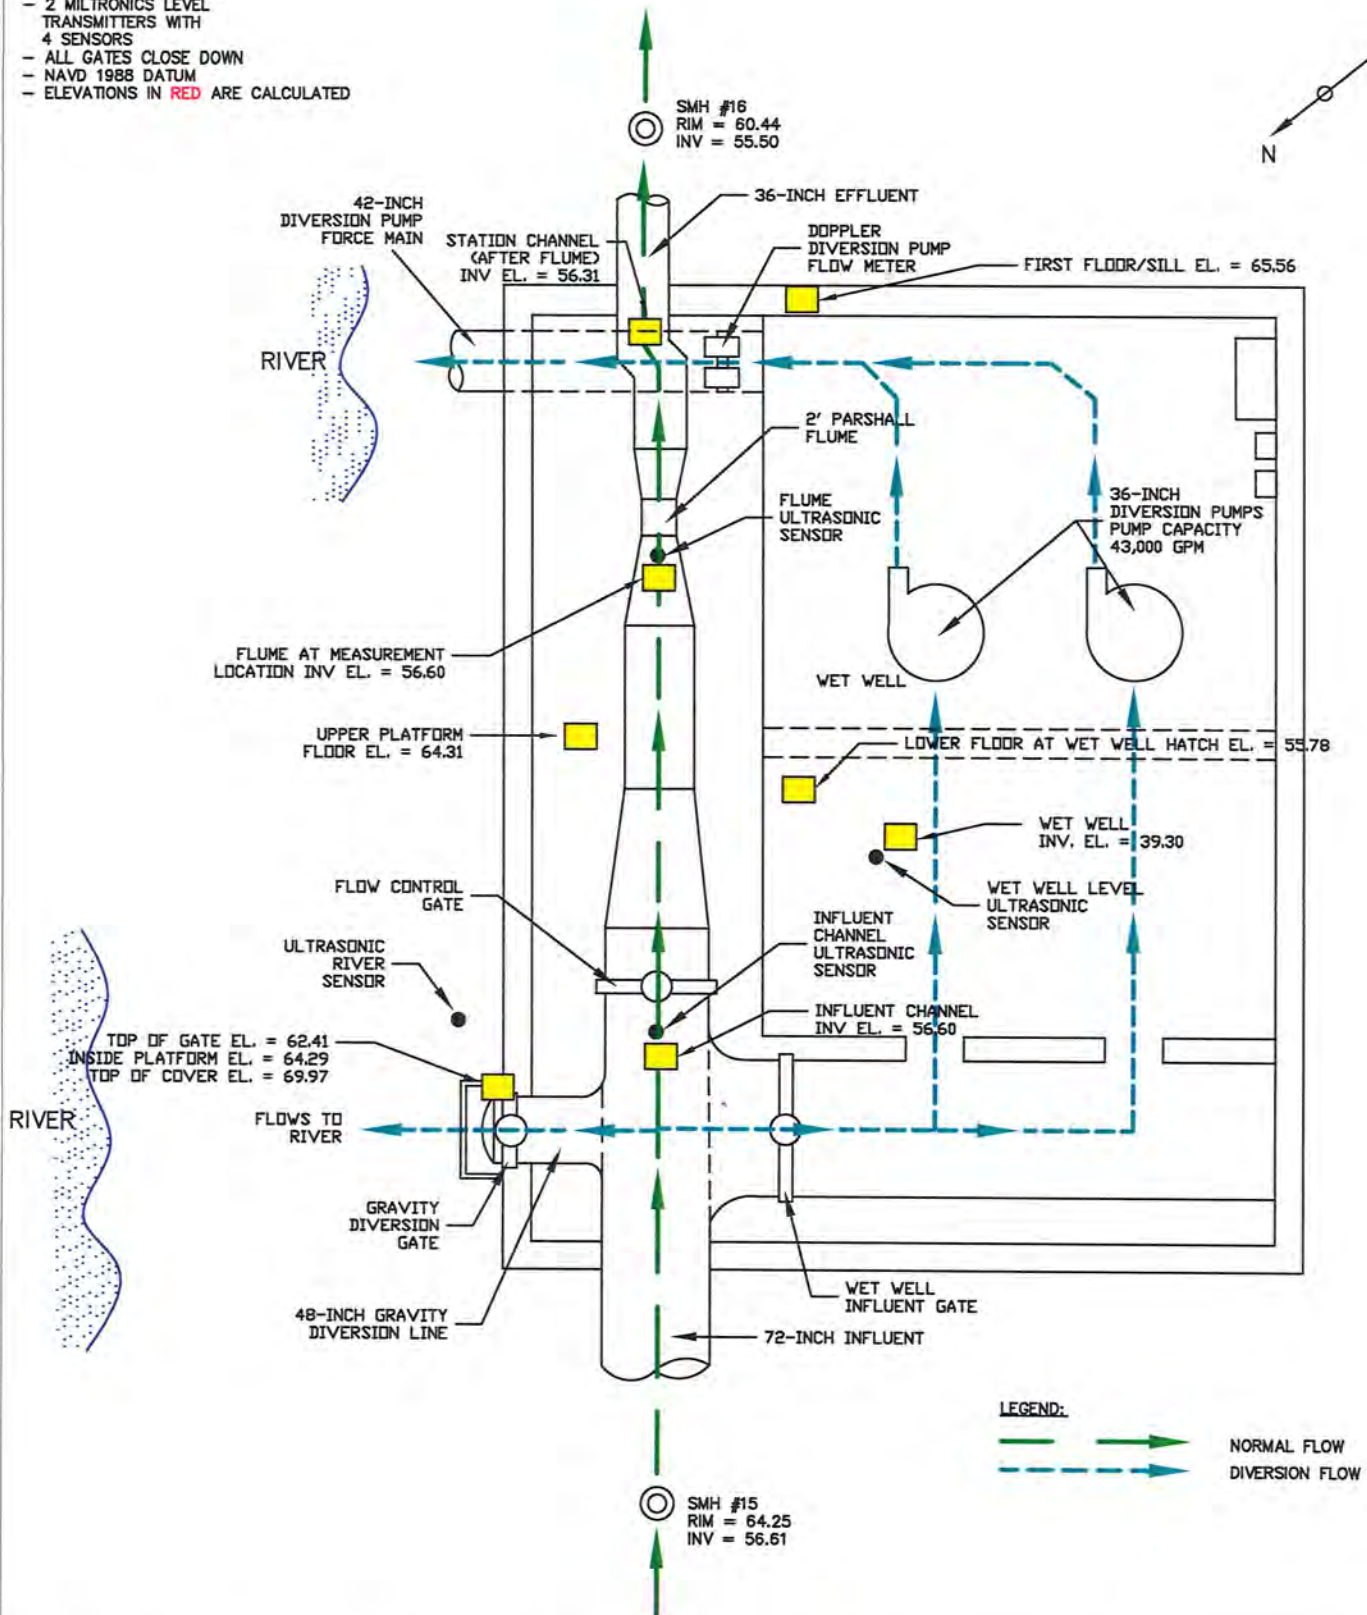 - 2 MILTRONICS LEVEL
TRANSMITTERS WITH
4 SENSORS
- ALL GATES CLOSE DOWN
- NAVD 1988 DATUM
- ELEVATIONS IN RED ARE CALCULATED
SMH #16
RIM = 60.44
INV = 55.50
N
42-INCH
DIVERSION PUMP
FORCE MAIN
STATION CHANNEL
(AFTER FLUME)
INV EL. = 56.31
36-INCH EFFLUENT
DOPPLER
DIVERSION PUMP
FLOW METER
FIRST FLOOR/SILL EL. = 65.56
RIVER
2' PARSHALL
FLUME
FLUME
ULTRASONIC
SENSOR
36-INCH
DIVERSION PUMPS
PUMP CAPACITY
43,000 GPM
FLUME AT MEASUREMENT
LOCATION INV EL. = 56.60
WET WELL
UPPER PLATFORM
FLOOR EL. = 64.31
LOWER FLOOR AT WET WELL HATCH EL. = 55.78
WET WELL
INV. EL. = 39.30
FLOW CONTROL
GATE
WET WELL LEVEL
ULTRASONIC
SENSOR
ULTRASONIC
RIVER
SENSOR
INFLUENT
CHANNEL
ULTRASONIC
SENSOR
INFLUENT CHANNEL
INV EL. = 56.60
TOP OF GATE EL. = 62.41
INSIDE PLATFORM EL. = 64.29
TOP OF COVER EL. = 69.97
RIVER
FLOWS TO
RIVER
GRAVITY
DIVERSION
GATE
WET WELL
INFLUENT GATE
48-INCH GRAVITY
DIVERSION LINE
72-INCH INFLUENT
LEGEND:
NORMAL FLOW
DIVERSION FLOW
SMH #15
RIM = 64.25
INV = 56.61